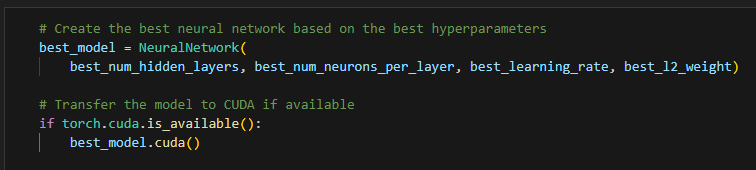 # Create the best neural network based on the best hyperparameters
best_model = NeuralNetwork(
best_num_hidden_layers, best_num_neurons_per_layer, best_learning_rate, best_l2_weight)
# Transfer the model to CUDA if available
if torch.cuda.is_available():
best_model.cuda()